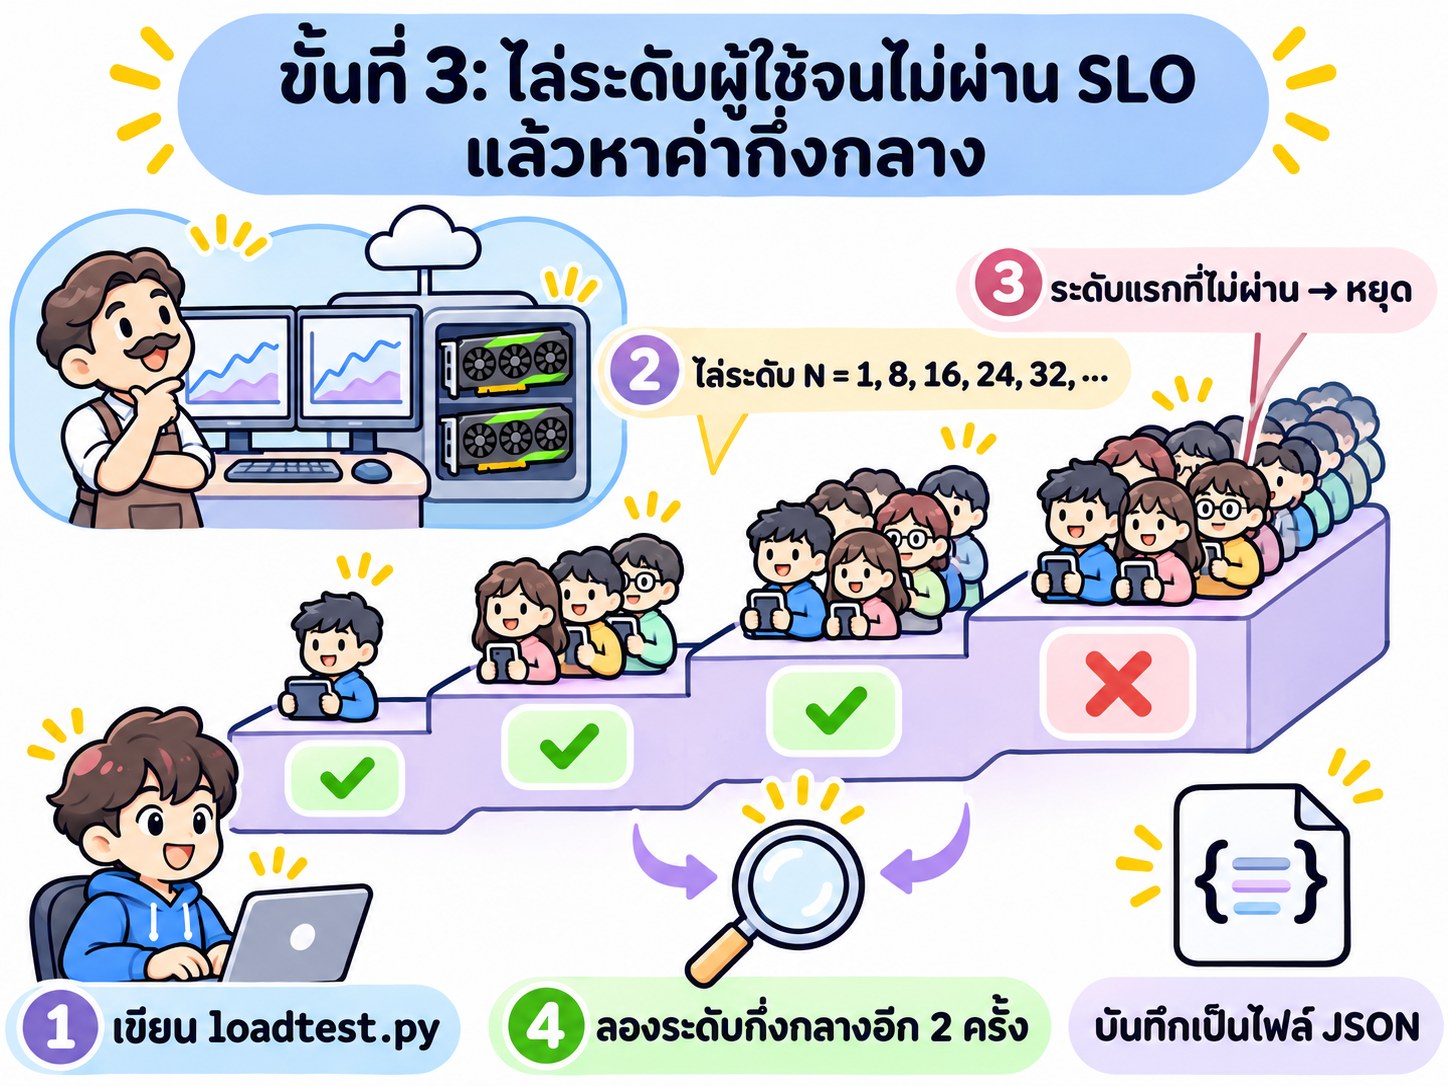 ขั้นที่ 3: ไล่ระดับผู้ใช้จนไม่ผ่าน SLO
แล้วหาค่ากึ่งกลาง
3 ระดับแรกที่ไม่ผ่าน → หยุด
2 ไล่ระดับ N = 1, 8, 16, 24, 32, ...
1 เขียน loadtest.py
4 ลองระดับกึ่งกลางอีก 2 ครั้ง
{ }
บันทึกเป็นไฟล์ JSON